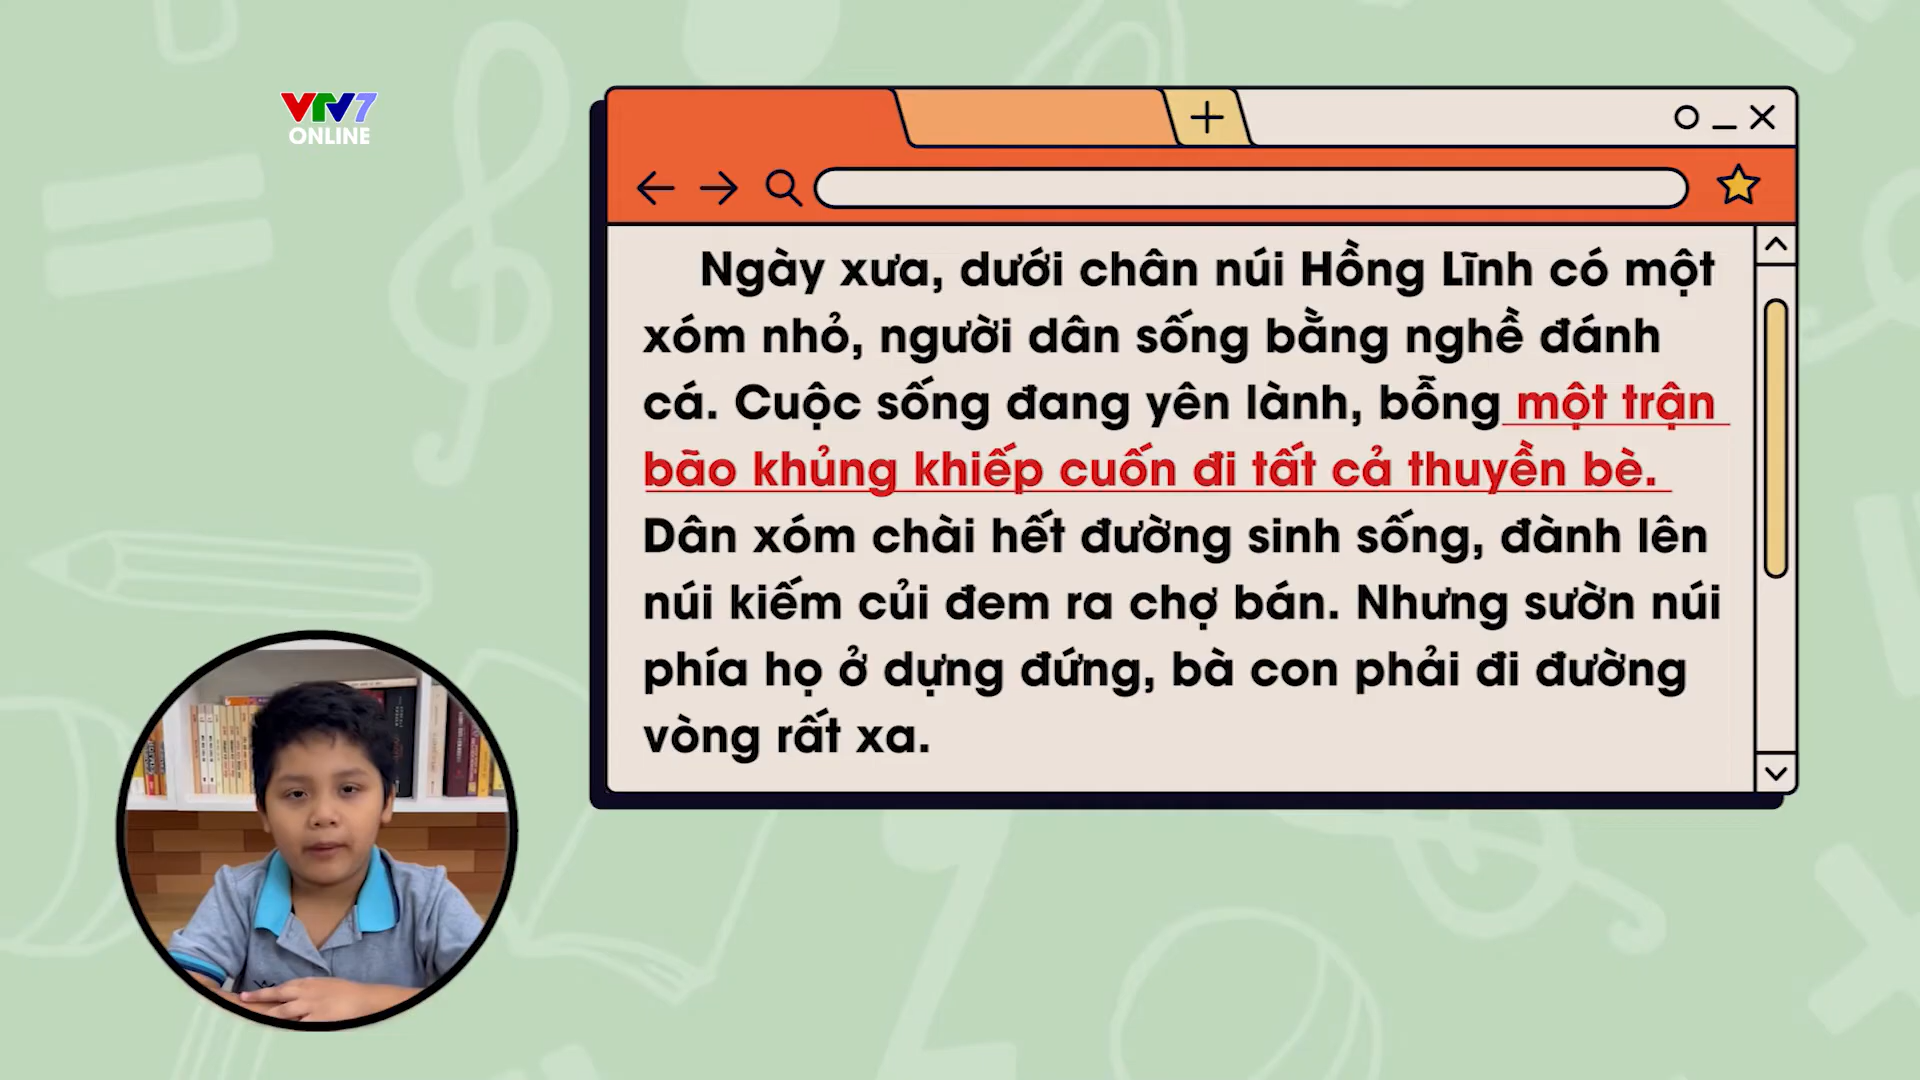 VTV7
ONLINE
Ngày xưa, dưới chân núi Hồng Lĩnh có một
xóm nhỏ, người dân sống bằng nghề đánh
cá. Cuộc sống đang yên lành, bỗng một trận
bão khủng khiếp cuốn đi tất cả thuyền bè.
Dân xóm chài hết đường sinh sống, đành lên
núi kiếm củi đem ra chợ bán. Nhưng sườn núi
phía họ ở dựng đứng, bà con phải đi đường
vòng rất xa.